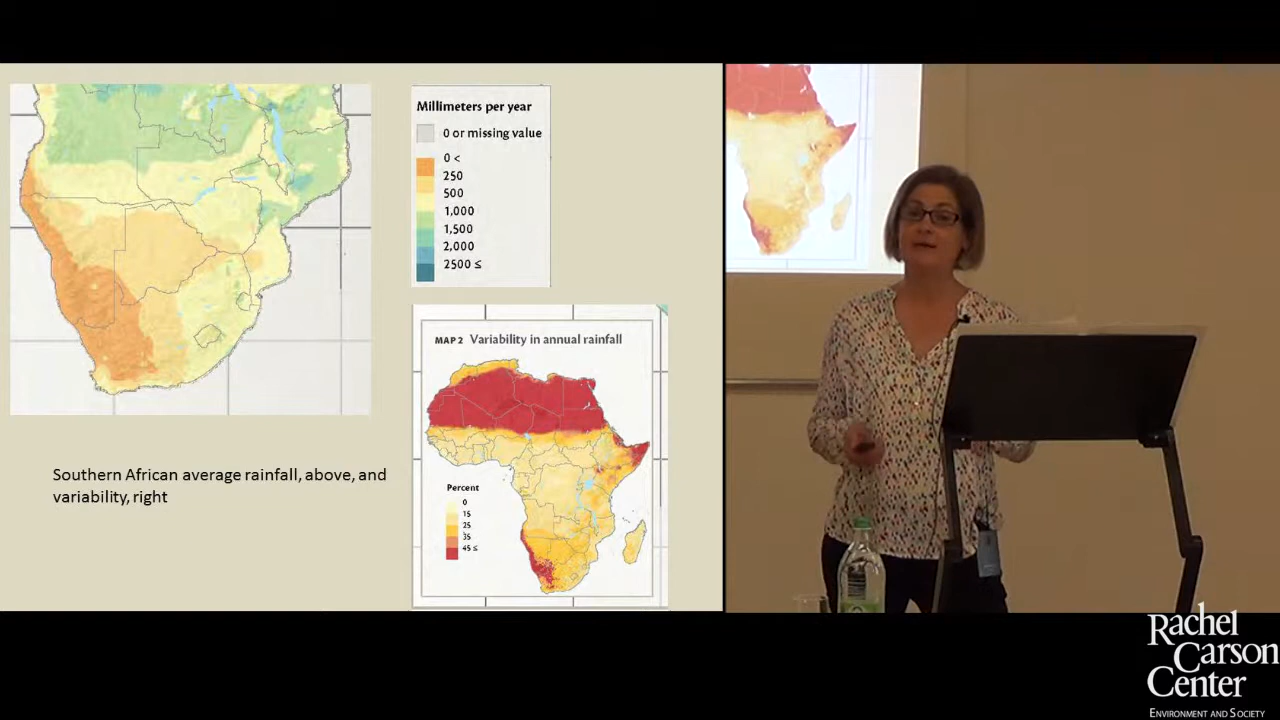 Millimeters per year
0 or missing value
0 <
250
500
1,000
1,500
2,000
2500 ≤
MAP 2 Variability in annual rainfall
Percent
0
15
25
35
45 ≤
Southern African average rainfall, above, and
variability, right
Rachel
Carson
Center
ENVIRONMENT AND SOCIETY